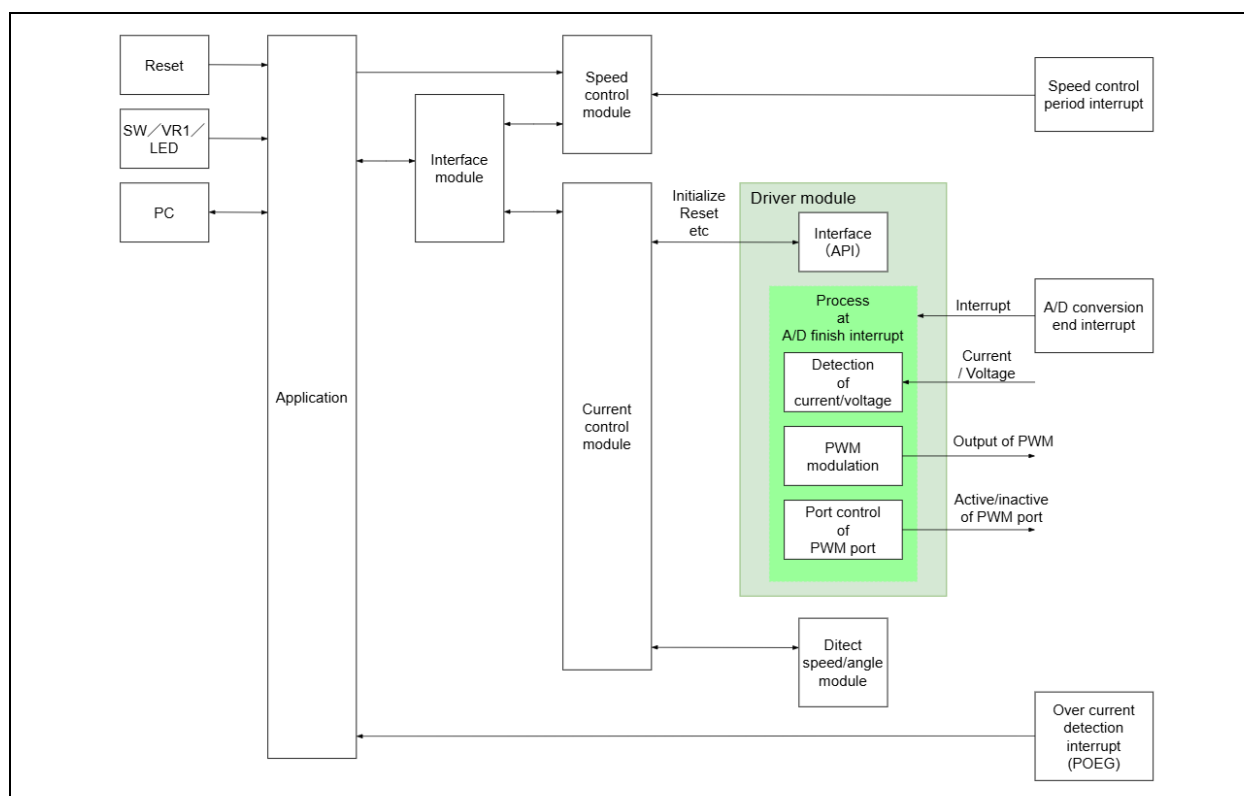 Reset
SW／VR1／
LED
PC
Application
Interface
module
Speed
control
module
Current
control
module
Initialize
Reset
etc
Driver module
Interface
（API）
Process
at
A/D finish interrupt
Detection
of
current/voltage
PWM
modulation
Port control
of
PWM port
Ditect
speed/angle
module
Speed control
period interrupt
Interrupt
A/D conversion
end interrupt
Current
/ Voltage
Output of PWM
Active/inactive
of PWM port
Over current
detection
interrupt
(POEG)